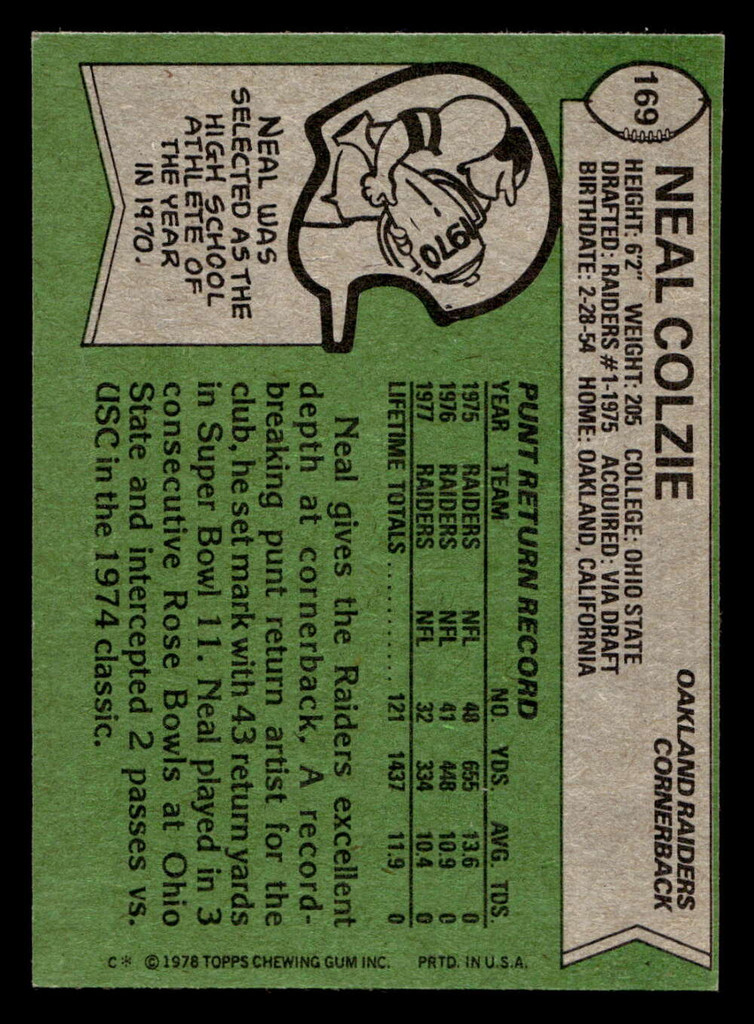 169
NEAL COLZIE
OAKLAND RAIDERS
CORNERBACK
HEIGHT: 6'2" WEIGHT: 205 COLLEGE: OHIO STATE
DRAFTED: RAIDERS #1-1975 ACQUIRED: VIA DRAFT
BIRTHDATE: 2-28-54 HOME: OAKLAND, CALIFORNIA
1970
NEAL WAS
SELECTED AS THE
HIGH SCHOOL
ATHLETE OF
THE YEAR
IN 1970.
PUNT RETURN RECORD
YEAR TEAM NO. YDS. AVG. TDS.
1975 RAIDERS NFL 48 655 13.6 0
1976 RAIDERS NFL 41 448 10.9 0
1977 RAIDERS NFL 32 334 10.4 0
LIFETIME TOTALS ............ 121 1437 11.9 0
Neal gives the Raiders excellent
depth at cornerback. A record-
breaking punt return artist for the
club, he set mark with 43 return yards
in Super Bowl 11. Neal played in 3
consecutive Rose Bowls at Ohio
State and intercepted 2 passes vs.
USC in the 1974 classic.
C* © 1978 TOPPS CHEWING GUM INC. PRTD. IN U.S.A.